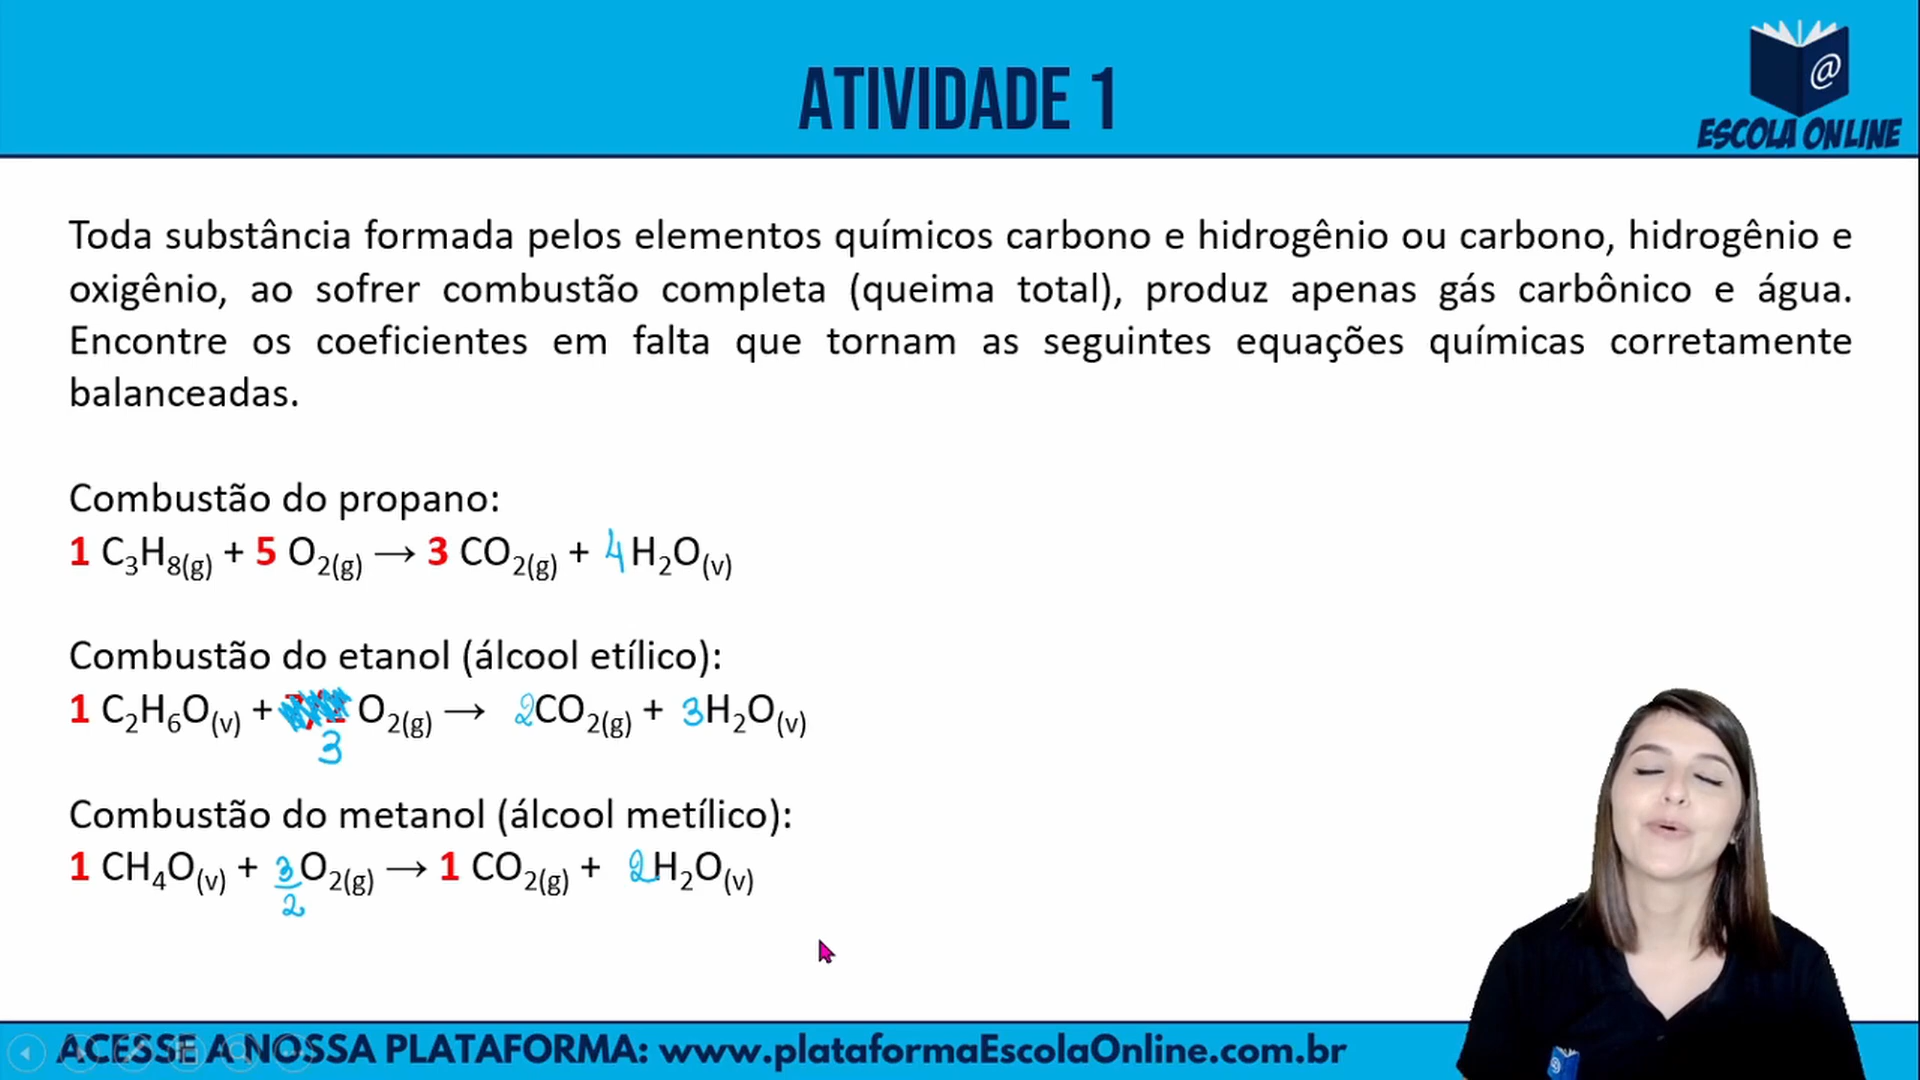 ATIVIDADE 1
@
ESCOLA ONLINE
Toda substância formada pelos elementos químicos carbono e hidrogênio ou carbono, hidrogênio e
oxigênio, ao sofrer combustão completa (queima total), produz apenas gás carbônico e água.
Encontre os coeficientes em falta que tornam as seguintes equações químicas corretamente
balanceadas.
Combustão do propano:
1 C₃H₈(g) + 5 O₂(g) → 3 CO₂(g) + 4 H₂O(v)
Combustão do etanol (álcool etílico):
1 C₂H₆O(v) + O₂(g) → 2CO₂(g) + 3H₂O(v)
3
Combustão do metanol (álcool metílico):
1 CH₄O(v) + 3/2 O₂(g) → 1 CO₂(g) + 2H₂O(v)
ACESSE A NOSSA PLATAFORMA: www.plataformaEscolaOnline.com.br